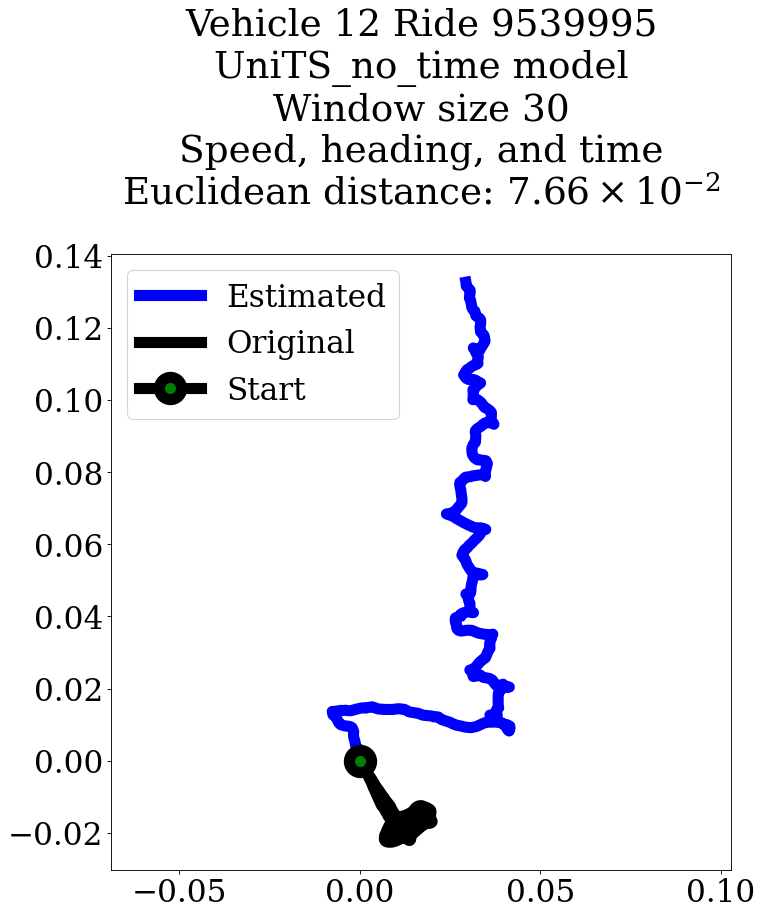 Vehicle 12 Ride 9539995
UniTS_no_time model
Window size 30
Speed, heading, and time
Euclidean distance: 7.66 × 10⁻²
0.14
Estimated
0.12
Original
0.10
Start
0.08
0.06
0.04
0.02
0.00
−0.02
−0.05
0.00
0.05
0.10